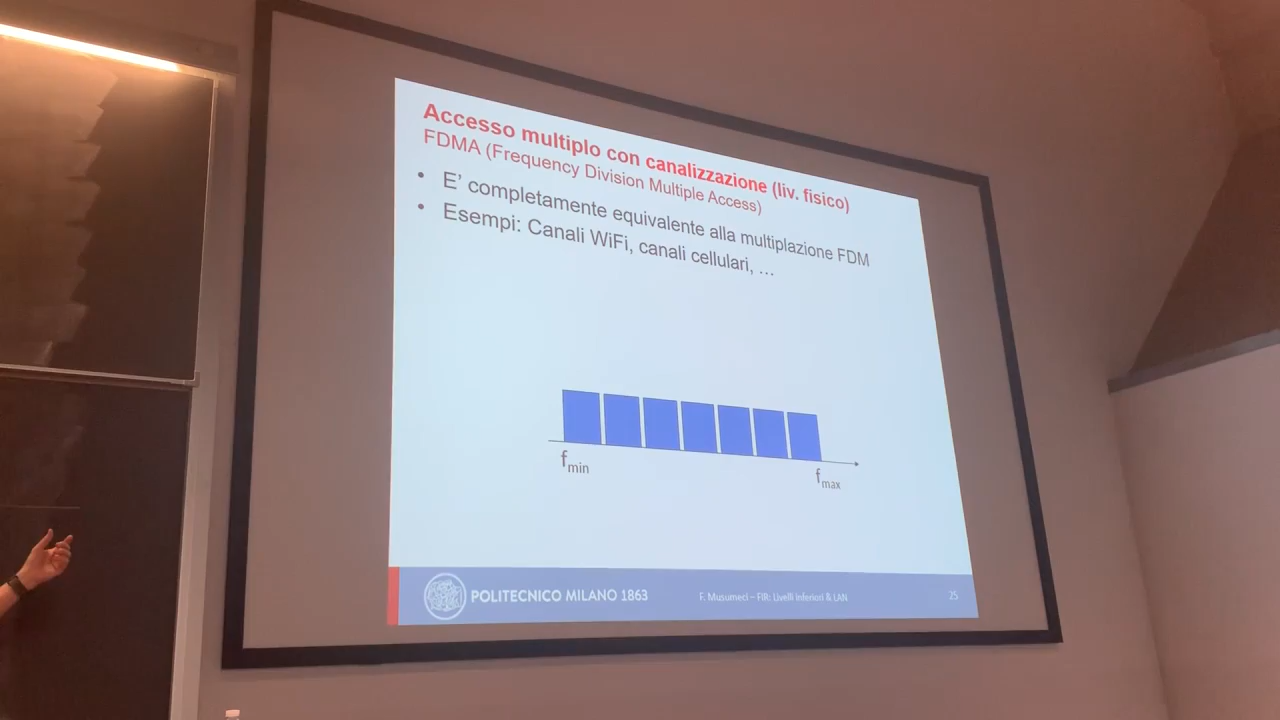 Accesso multiplo con canalizzazione (liv. fisico)
FDMA (Frequency Division Multiple Access)
• E' completamente equivalente alla multiplazione FDM
• Esempi: Canali WiFi, canali cellulari, ...
fmin
fmax
POLITECNICO MILANO 1863
F. Musumeci – FIR: Livelli Inferiori & LAN
25